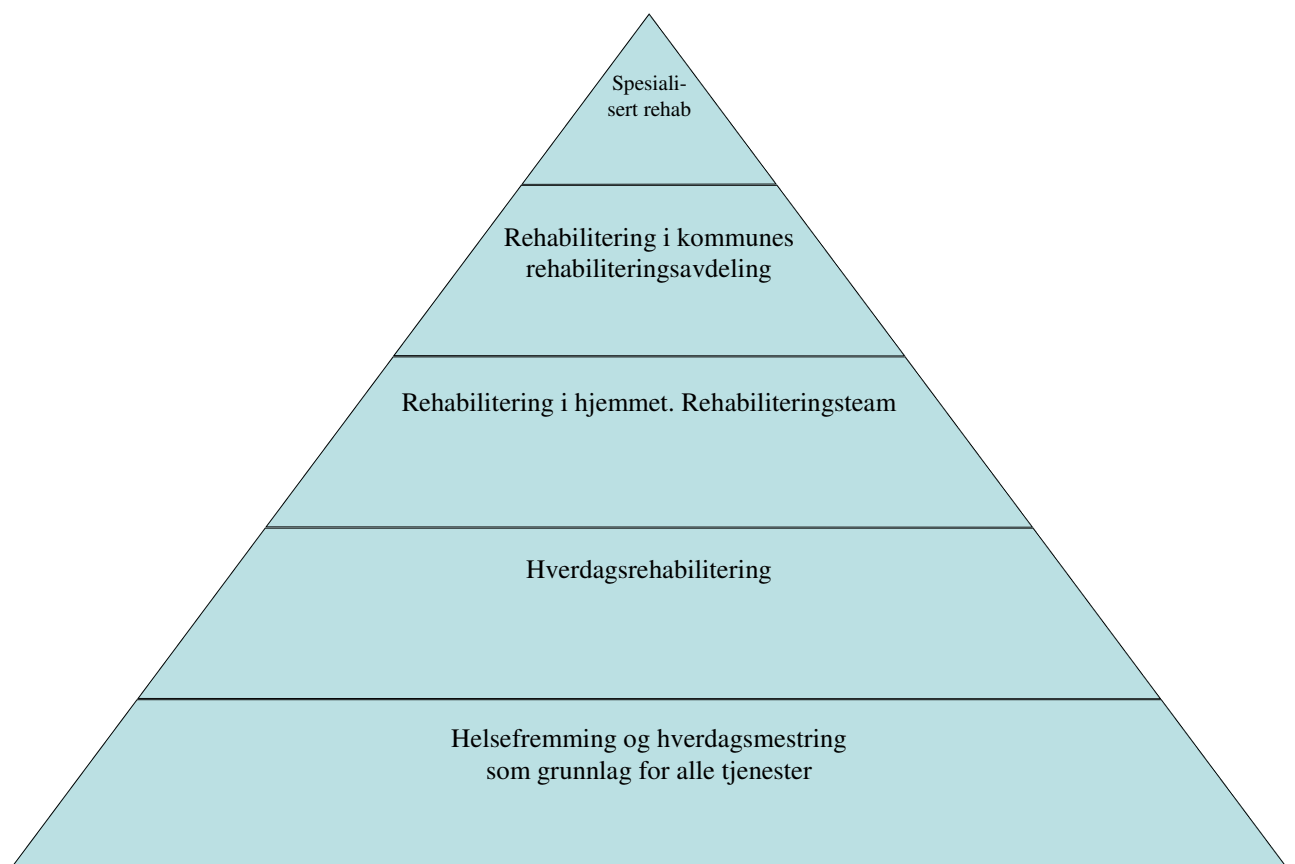 Spesiali-
sert rehab
Rehabilitering i kommunes
rehabiliteringsavdeling
Rehabilitering i hjemmet. Rehabiliteringsteam
Hverdagsrehabilitering
Helsefremming og hverdagsmestring
som grunnlag for alle tjenester